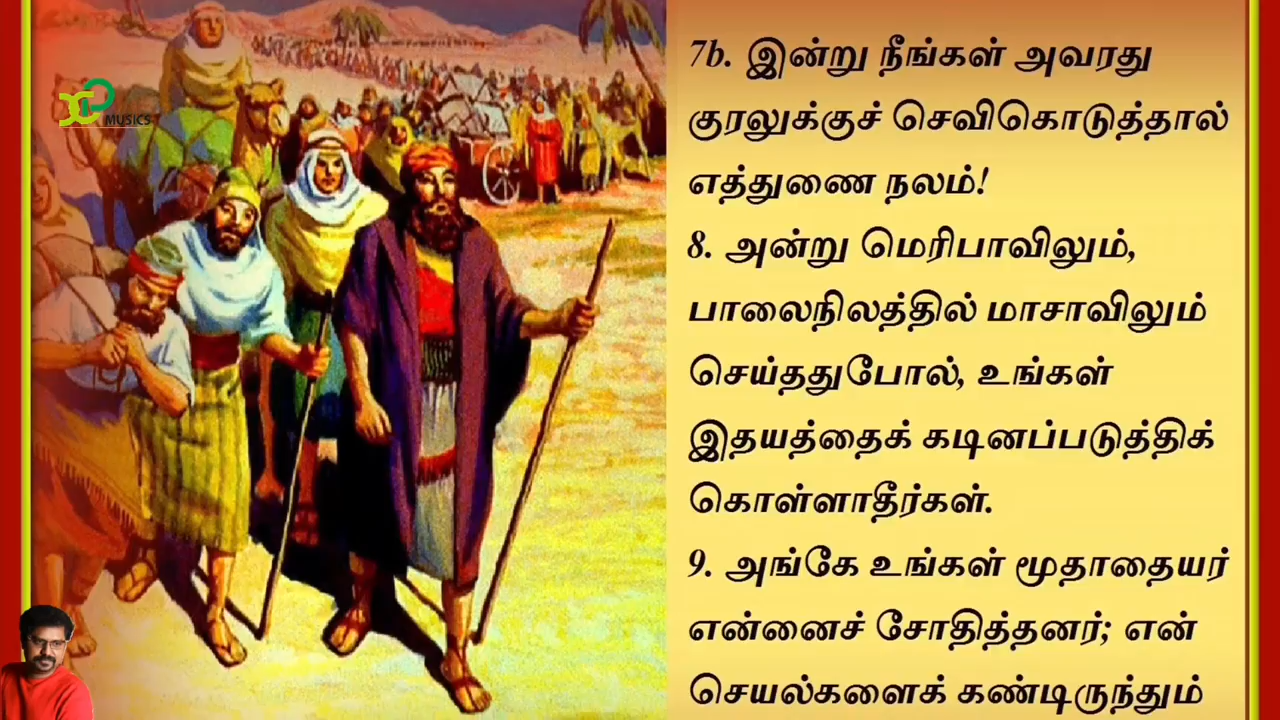 MUSICS
7b. இன்று நீங்கள் அவரது
குரலுக்குச் செவிகொடுத்தால்
எத்துணை நலம்!
8. அன்று மெரிபாவிலும்,
பாலைநிலத்தில் மாசாவிலும்
செய்ததுபோல், உங்கள்
இதயத்தைக் கடினப்படுத்திக்
கொள்ளாதீர்கள்.
9. அங்கே உங்கள் மூதாதையர்
என்னைச் சோதித்தனர்; என்
செயல்களைக் கண்டிருந்தும்